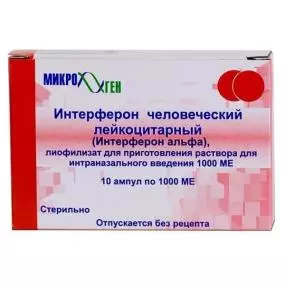 МИКРОГЕН
Интерферон человеческий
лейкоцитарный
(Интерферон альфа),
лиофилизат для приготовления раствора для
интраназального введения 1000 МЕ
10 ампул по 1000 МЕ
Стерильно
Отпускается без рецепта